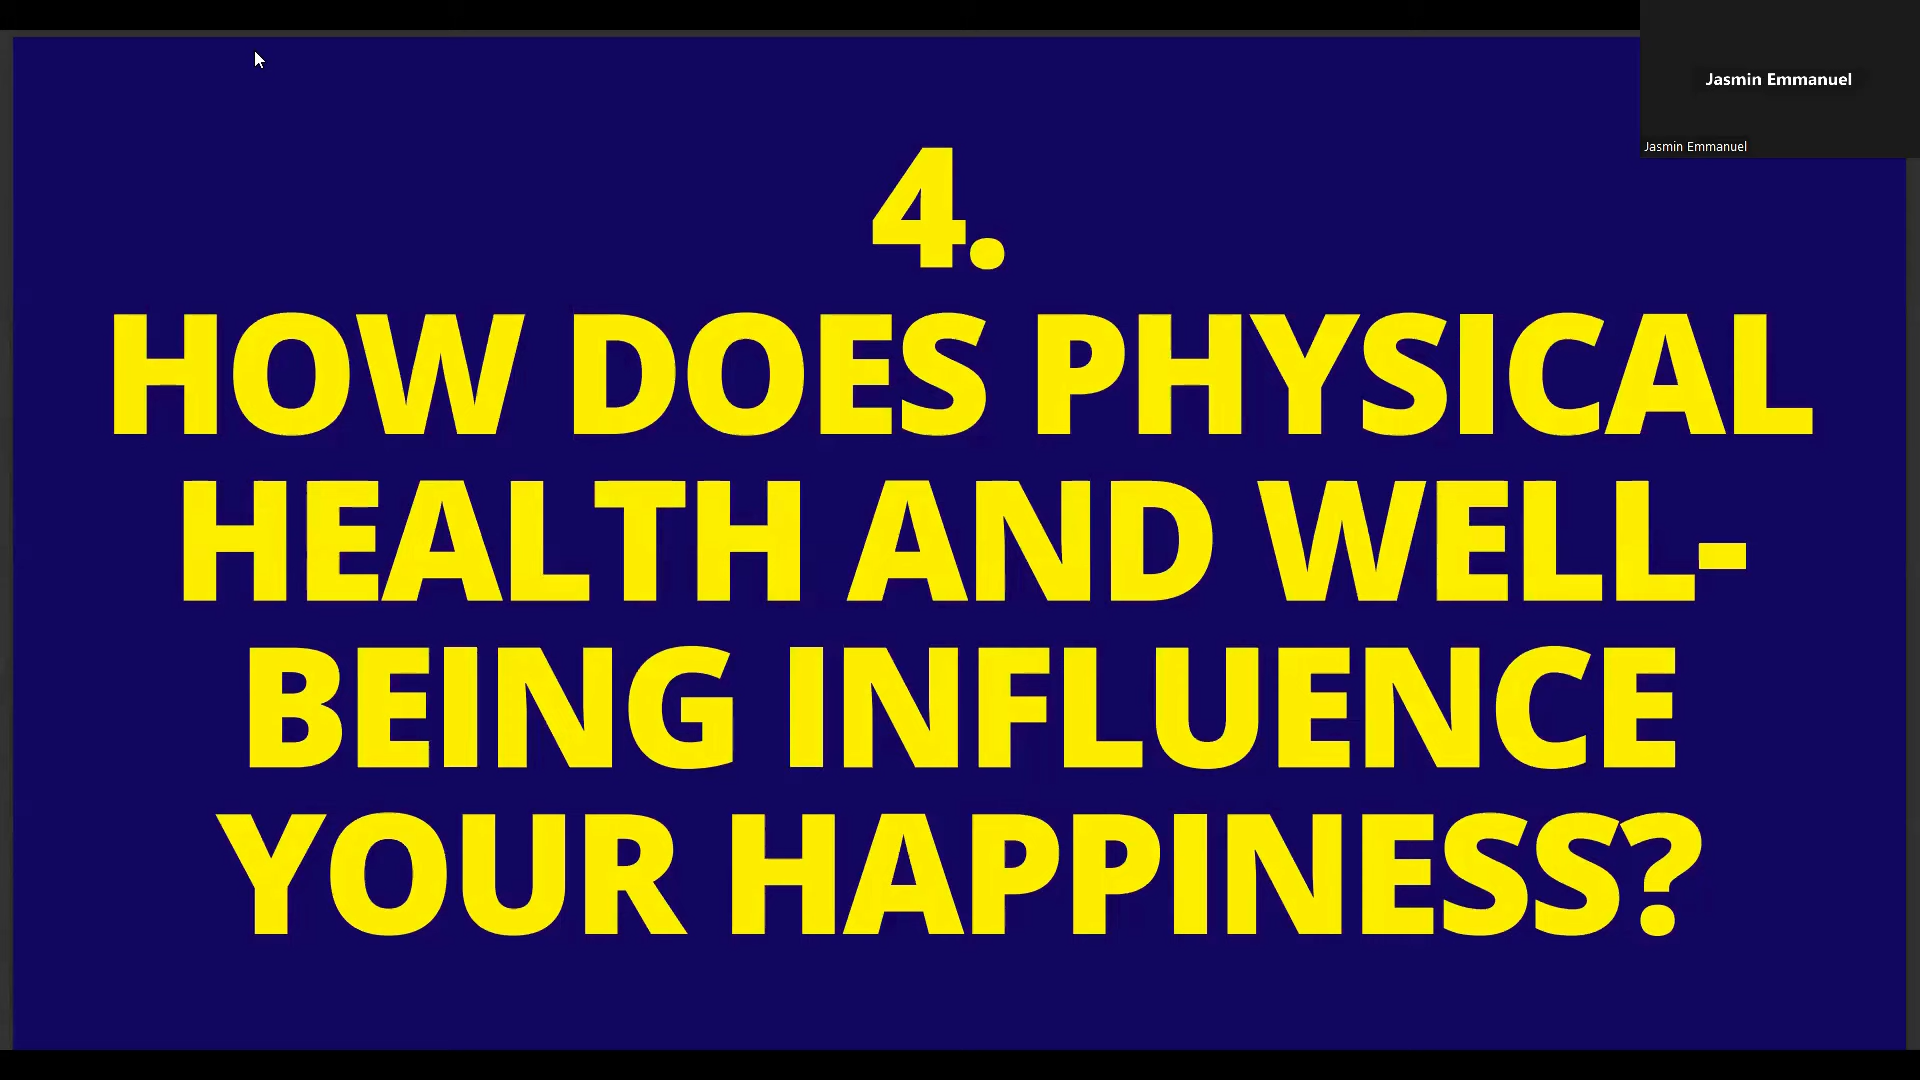 Jasmin Emmanuel
Jasmin Emmanuel
4.
HOW DOES PHYSICAL
HEALTH AND WELL-
BEING INFLUENCE
YOUR HAPPINESS?